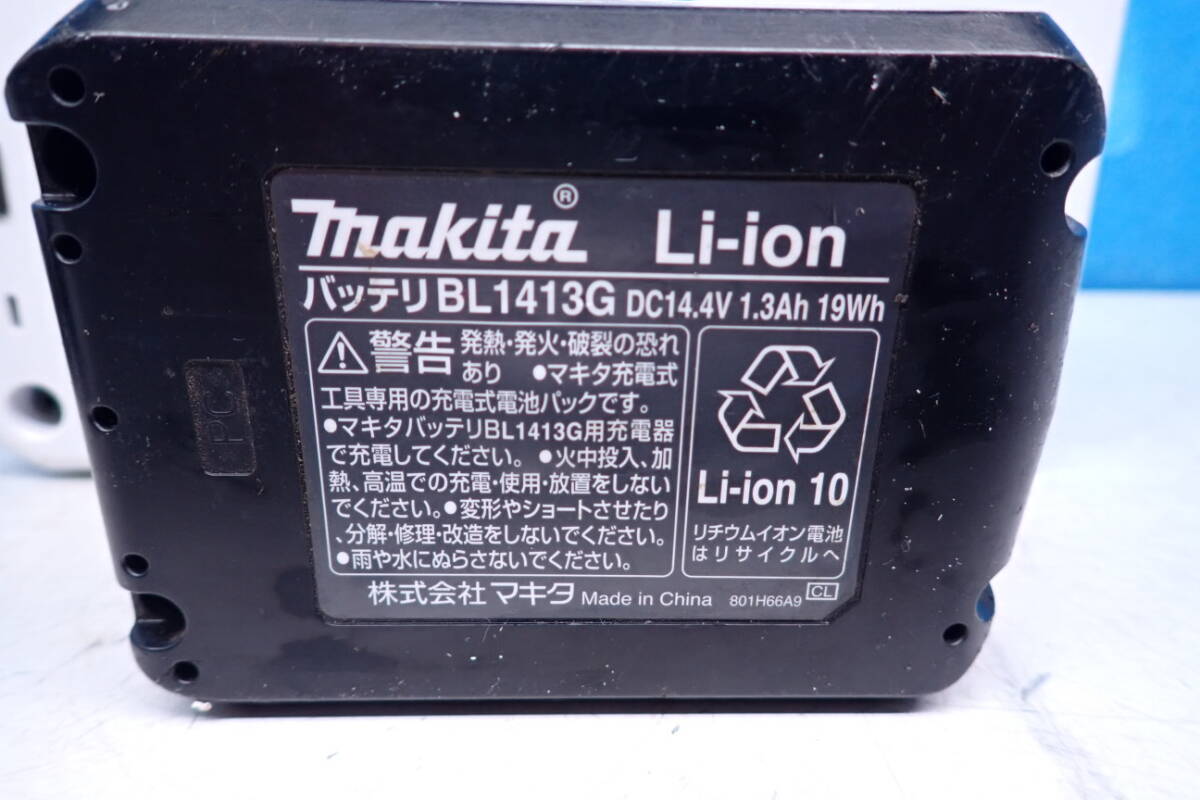 makita® Li-ion
バッテリ BL1413G DC14.4V 1.3Ah 19Wh
警告 発熱・発火・破裂の恐れ
あり ●マキタ充電式
工具専用の充電式電池パックです。
●マキタバッテリBL1413G用充電器
で充電してください。 ●火中投入、加
熱、高温での充電・使用・放置をしない
でください。●変形やショートさせたり
、分解・修理・改造をしないでください。
●雨や水にぬらさないでください。
Li-ion 10
リチウムイオン電池
はリサイクルへ
株式会社 マキタ Made in China 801H66A9 CL
PC